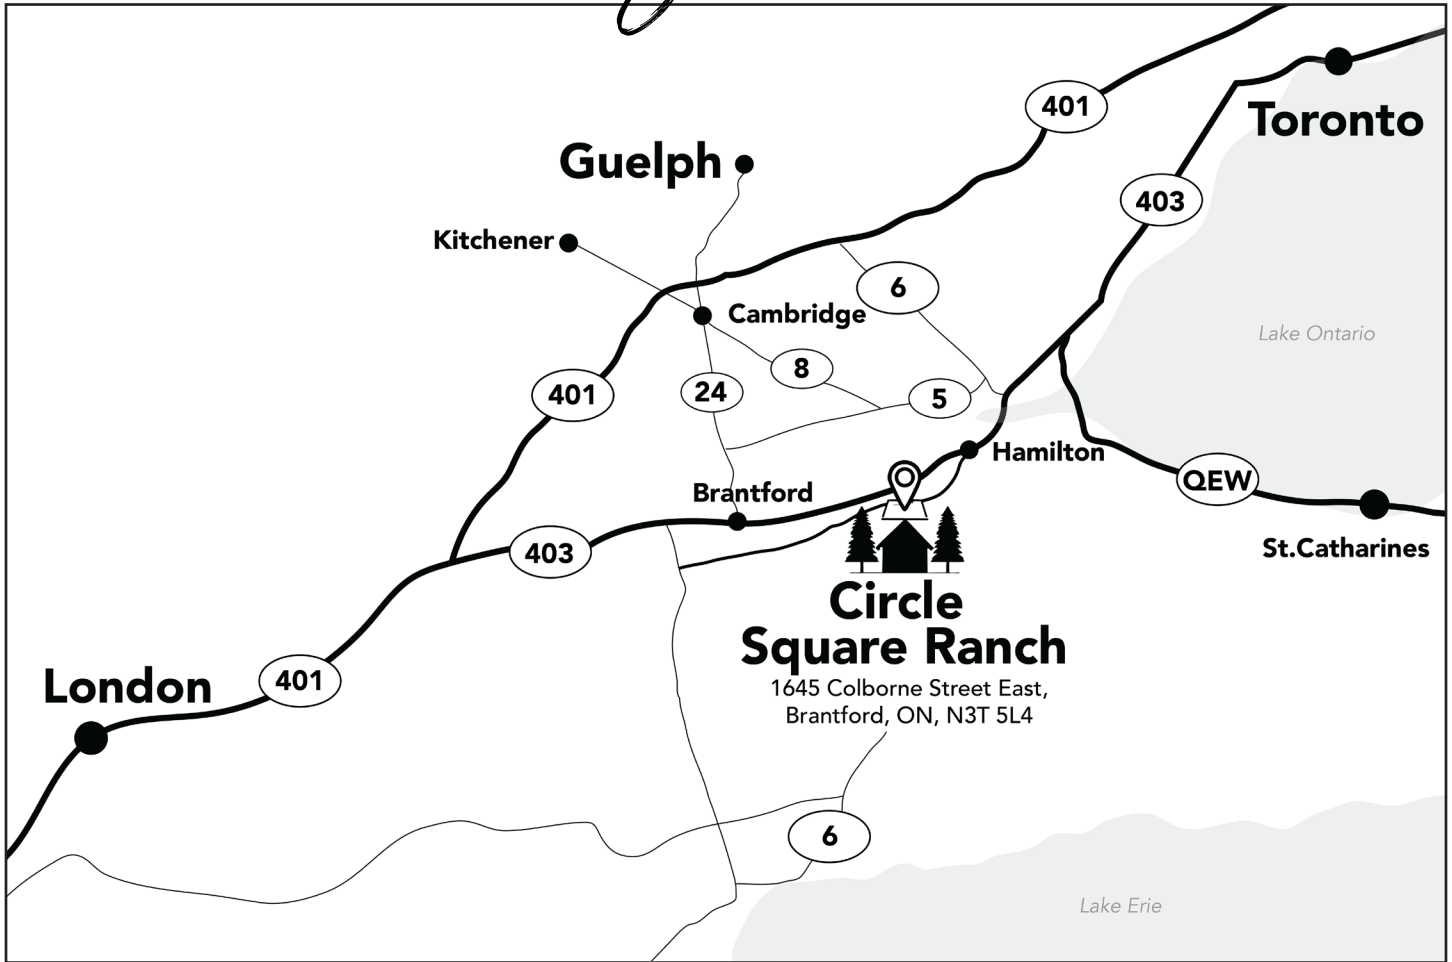 401
Toronto
Guelph
403
Kitchener
6
Cambridge
Lake Ontario
8
401
24
5
Hamilton
QEW
Brantford
St.Catharines
403
Circle
Square Ranch
1645 Colborne Street East,
Brantford, ON, N3T 5L4
401
London
6
Lake Erie